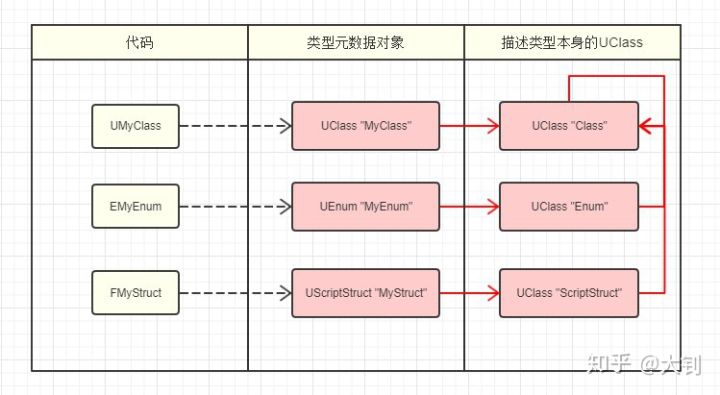 代码
类型元数据对象
描述类型本身的UClass
UMyClass
UClass "MyClass"
UClass "Class"
EMyEnum
UEnum "MyEnum"
UClass "Enum"
FMyStruct
UScriptStruct "MyStruct"
UClass "ScriptStruct"
知乎 @大钊